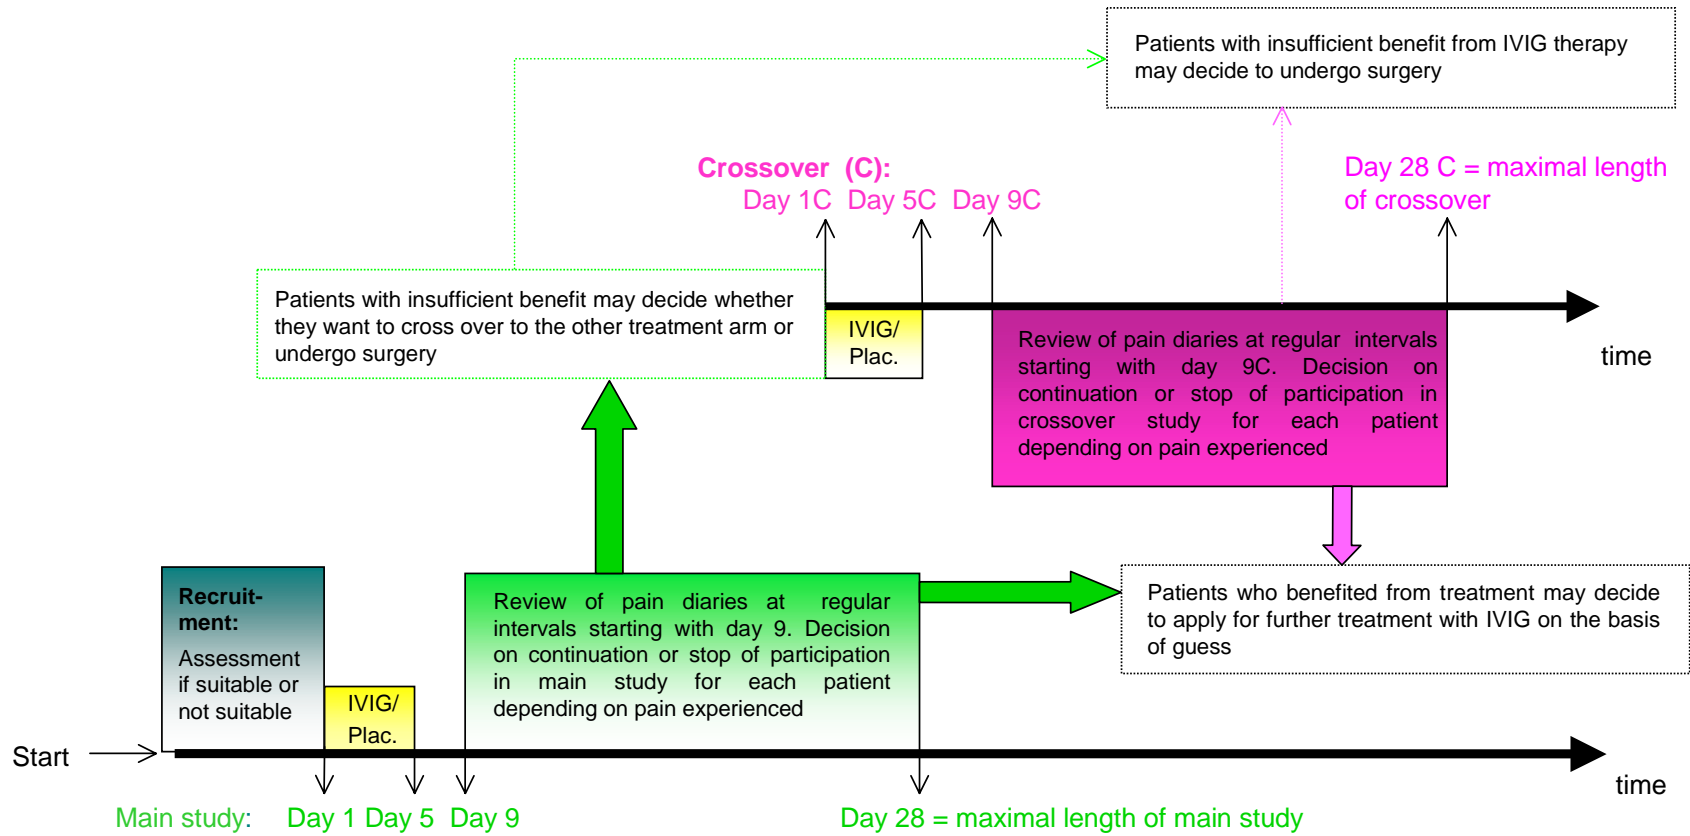 Patients with insufficient benefit from IVIG therapy
may decide to undergo surgery
Crossover (C):
Day 1C Day 5C Day 9C
Day 28 C = maximal length
of crossover
Patients with insufficient benefit may decide whether
they want to cross over to the other treatment arm or
undergo surgery
IVIG/
Plac.
Review of pain diaries at regular intervals
starting with day 9C. Decision on
continuation or stop of participation in
crossover study for each patient
depending on pain experienced
time
Recruit-
ment:
Assessment
if suitable or
not suitable
IVIG/
Plac.
Review of pain diaries at regular
intervals starting with day 9. Decision
on continuation or stop of participation
in main study for each patient
depending on pain experienced
Patients who benefited from treatment may decide
to apply for further treatment with IVIG on the basis
of guess
Start
time
Main study: Day 1 Day 5 Day 9
Day 28 = maximal length of main study